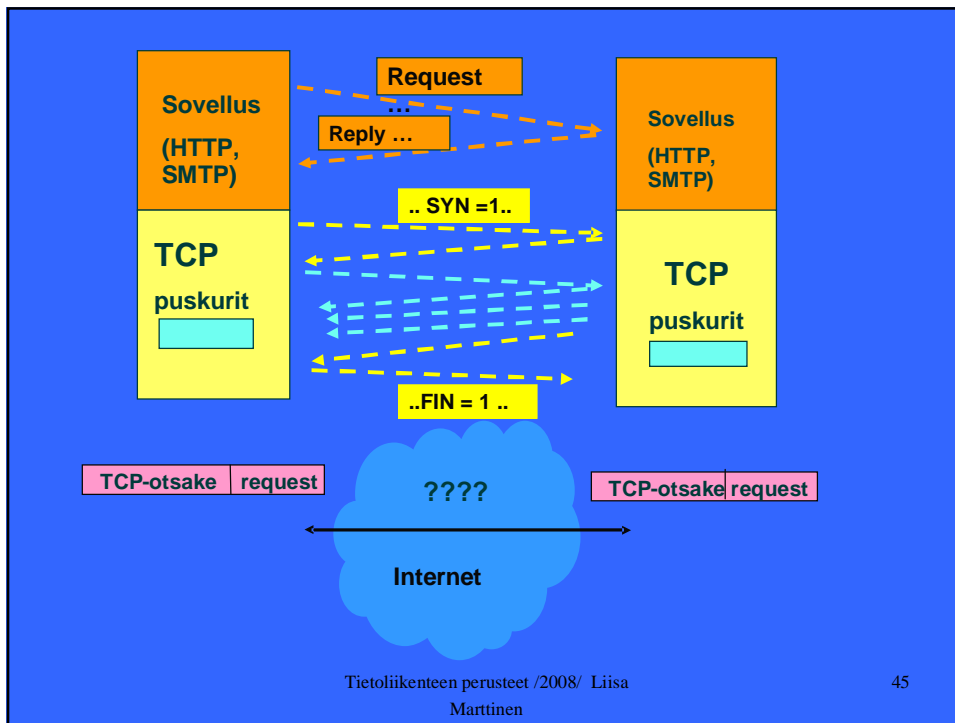 Request
…
Reply …
Sovellus
(HTTP,
SMTP)
Sovellus
(HTTP,
SMTP)
.. SYN =1..
TCP
puskurit
TCP
puskurit
..FIN = 1 ..
TCP-otsake request
????
TCP-otsake request
Internet
Tietoliikenteen perusteet /2008/ Liisa
Marttinen
45